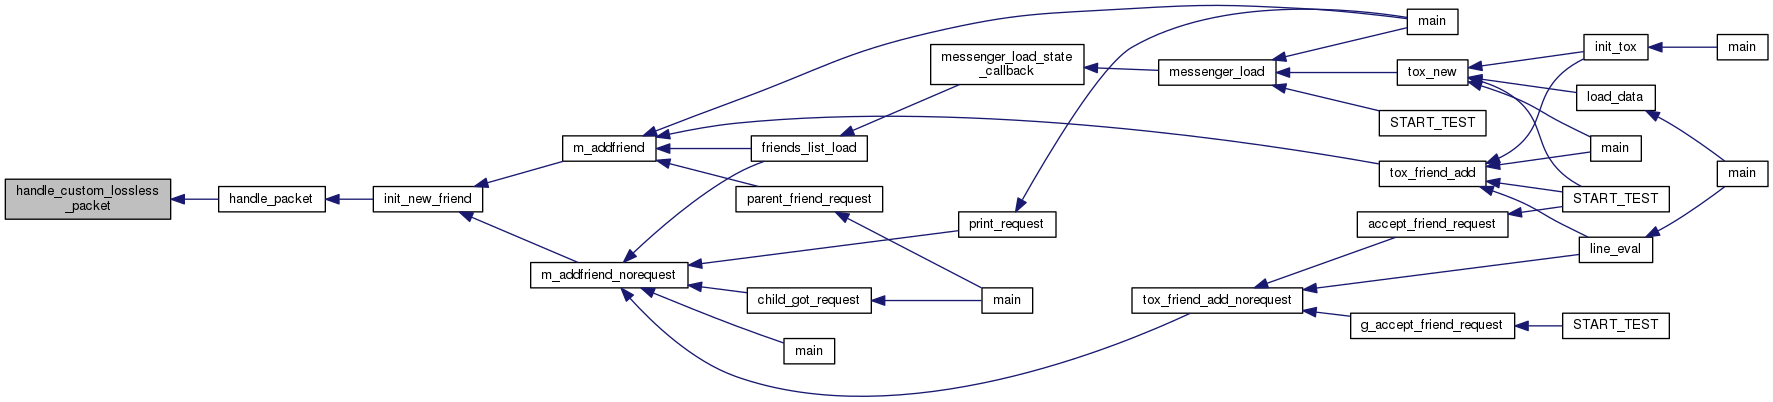 handle_custom_lossless
_packet
handle_packet
init_new_friend
m_addfriend
m_addfriend_norequest
friends_list_load
parent_friend_request
child_got_request
main
messenger_load_state
_callback
print_request
main
messenger_load
tox_friend_add_norequest
main
START_TEST
tox_new
tox_friend_add
accept_friend_request
g_accept_friend_request
init_tox
load_data
main
START_TEST
line_eval
START_TEST
main
main